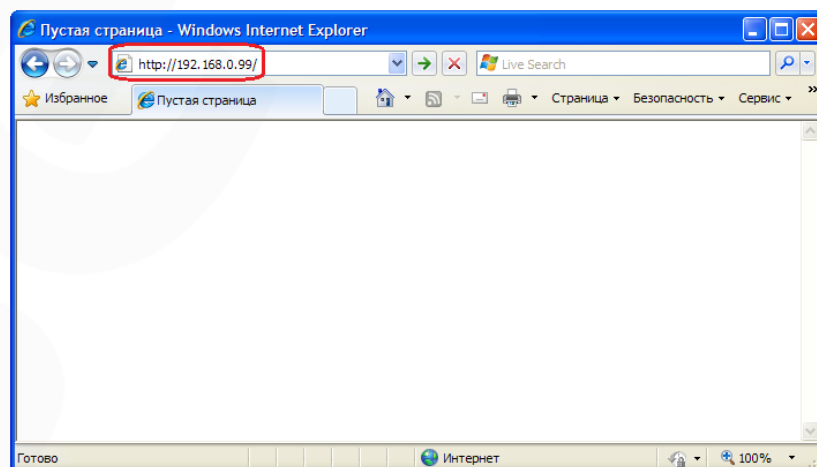 Пустая страница - Windows Internet Explorer
http://192.168.0.99/
Live Search
Избранное
Пустая страница
Страница
Безопасность
Сервис
»
Готово
Интернет
100%